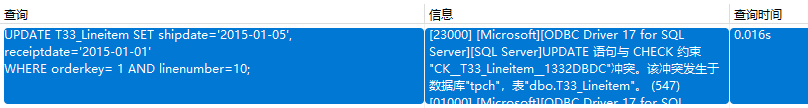 查询 信息 查询时间
UPDATE T33_Lineitem SET shipdate='2015-01-05', [23000] [Microsoft][ODBC Driver 17 for SQL 0.016s
receiptdate='2015-01-01' Server][SQL Server]UPDATE 语句与 CHECK 约束
WHERE orderkey= 1 AND linenumber=10; "CK__T33_Lineitem__1332DBDC"冲突。该冲突发生于
数据库"tpch"，表"dbo.T33_Lineitem"。 (547)
[01000] [Microsoft][ODBC Driver 17 for SQL